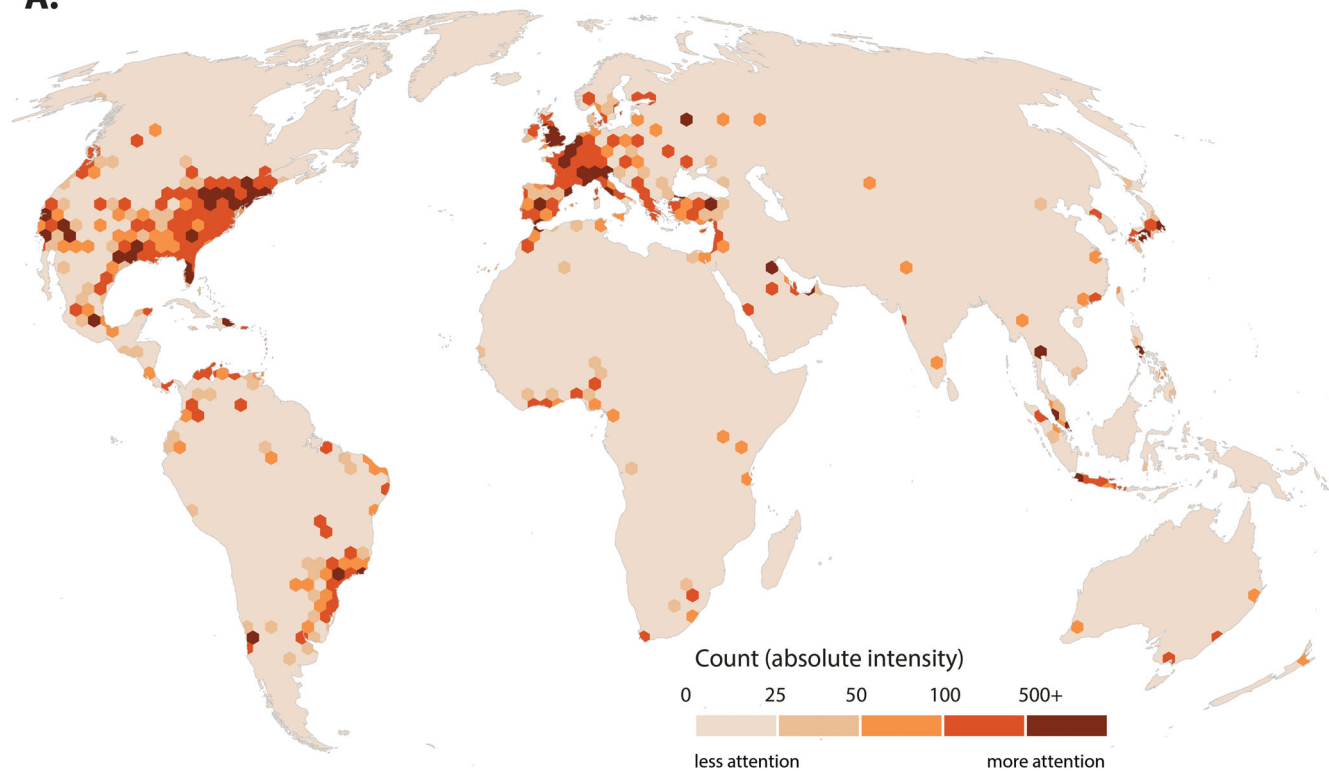 A.
Count (absolute intensity)
0 25 50 100 500+
less attention more attention